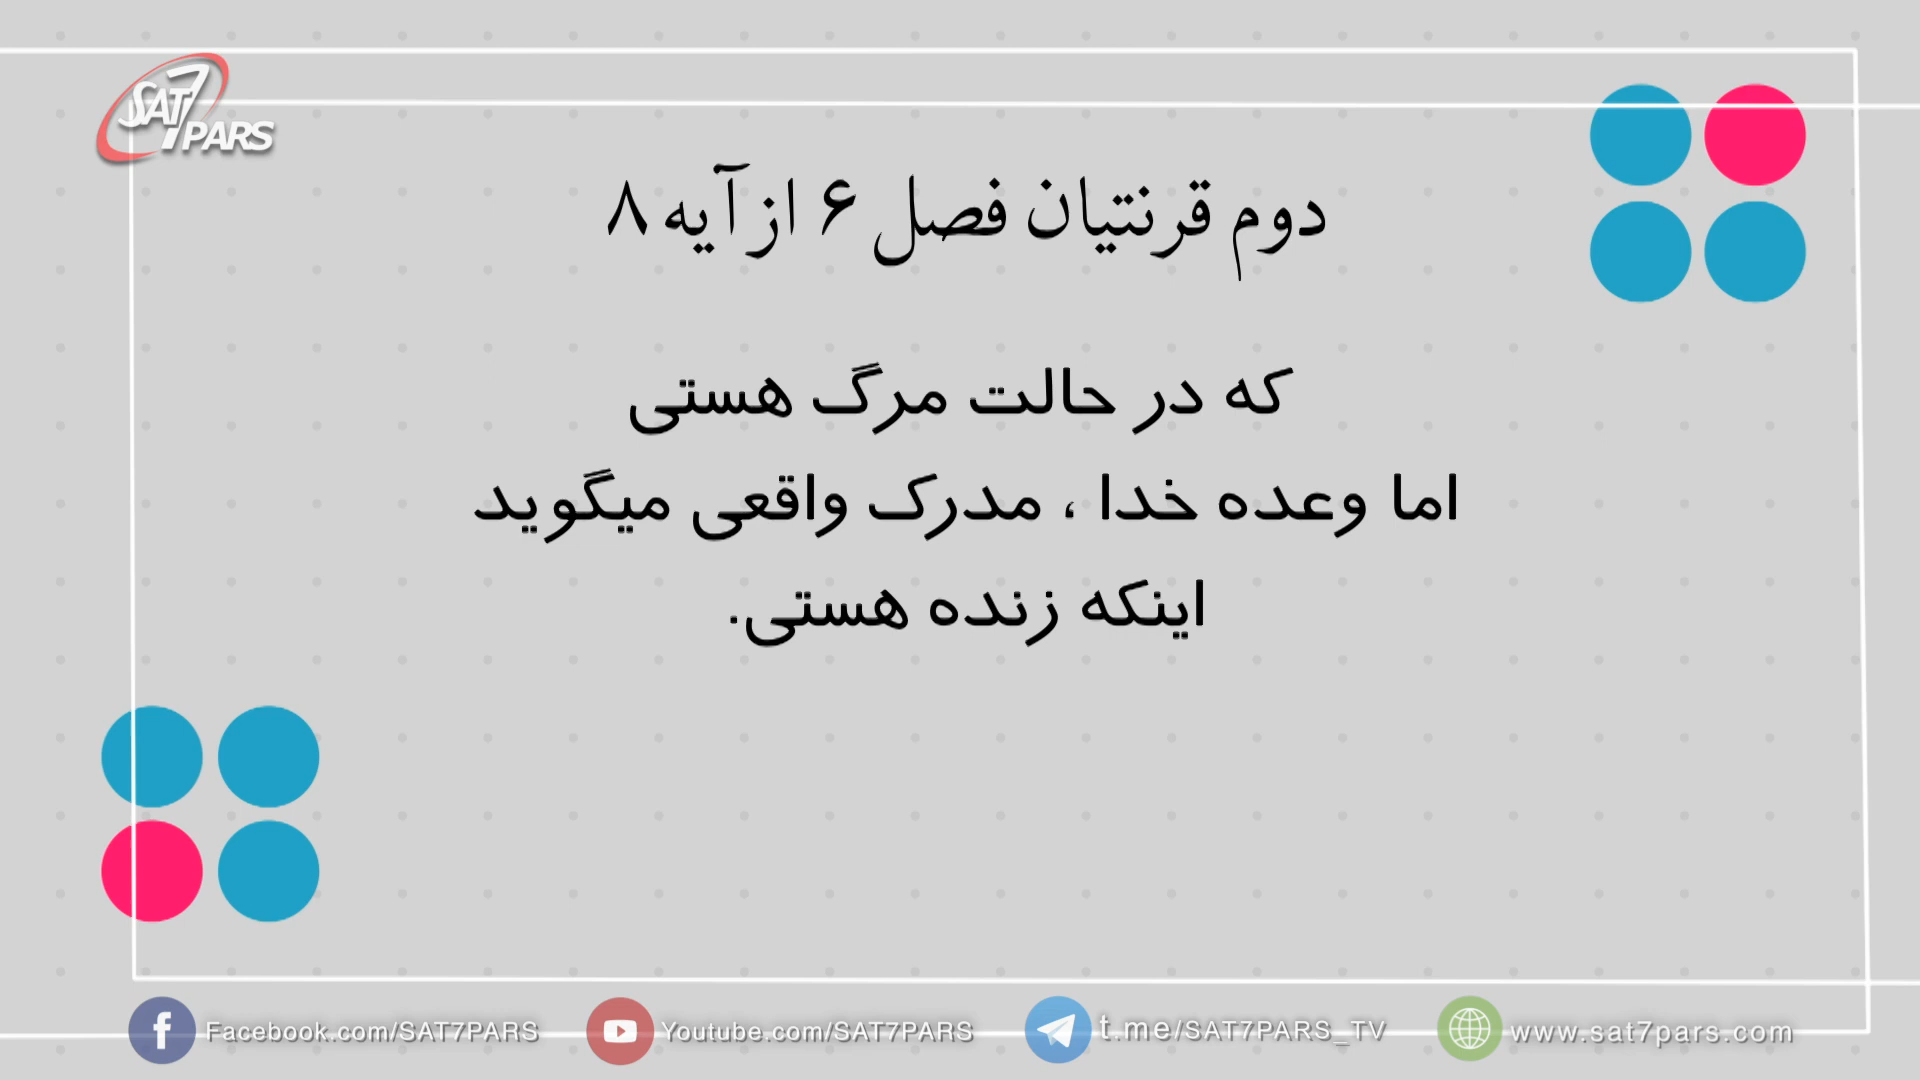 SAT7
PARS
دوم قرنتیان فصل ۶ از آیه ۸
که در حالت مرگ هستی
اما وعده خدا ، مدرک واقعی میگوید
اینکه زنده هستی.
Facebook.com/SAT7PARS
Youtube.com/SAT7PARS
t.me/SAT7PARS_TV
www.sat7pars.com